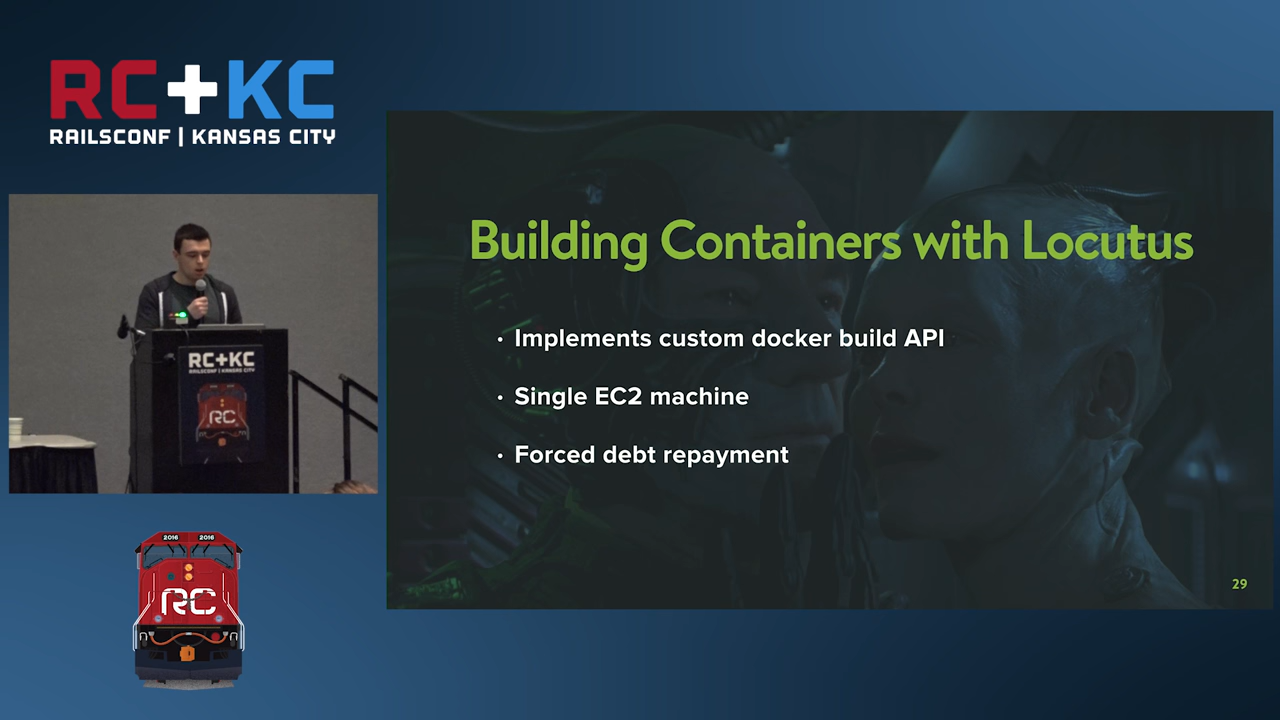 RC+KC
RAILSCONF | KANSAS CITY
Building Containers with Locutus
• Implements custom docker build API
• Single EC2 machine
• Forced debt repayment
29
RC+KC
RAILSCONF | KANSAS CITY
RC
2016 2016
RC